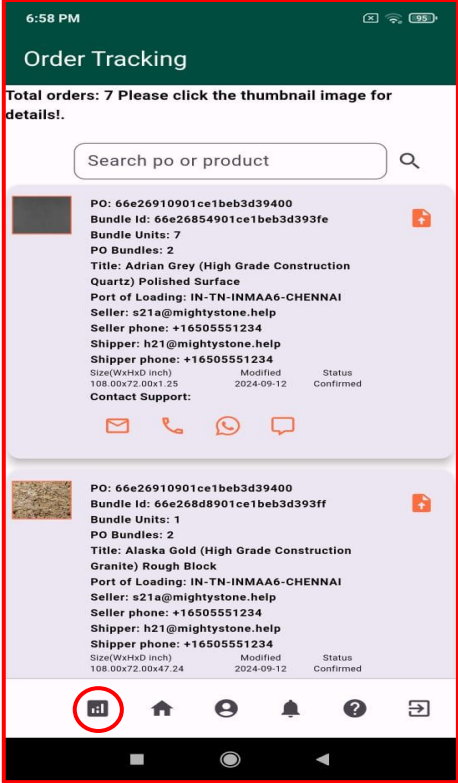 6:58 PM
95
Order Tracking
Total orders: 7 Please click the thumbnail image for
details!.
Search po or product
PO: 66e26910901ce1beb3d39400
Bundle Id: 66e26854901ce1beb3d393fe
Bundle Units: 7
PO Bundles: 2
Title: Adrian Grey (High Grade Construction
Quartz) Polished Surface
Port of Loading: IN-TN-INMAA6-CHENNAI
Seller: s21a@mightystone.help
Seller phone: +16505551234
Shipper: h21@mightystone.help
Shipper phone: +16505551234
Size(WxHxD inch) Modified Status
108.00x72.00x1.25 2024-09-12 Confirmed
Contact Support:
PO: 66e26910901ce1beb3d39400
Bundle Id: 66e268d8901ce1beb3d393ff
Bundle Units: 1
PO Bundles: 2
Title: Alaska Gold (High Grade Construction
Granite) Rough Block
Port of Loading: IN-TN-INMAA6-CHENNAI
Seller: s21a@mightystone.help
Seller phone: +16505551234
Shipper: h21@mightystone.help
Shipper phone: +16505551234
Size(WxHxD inch) Modified Status
108.00x72.00x47.24 2024-09-12 Confirmed